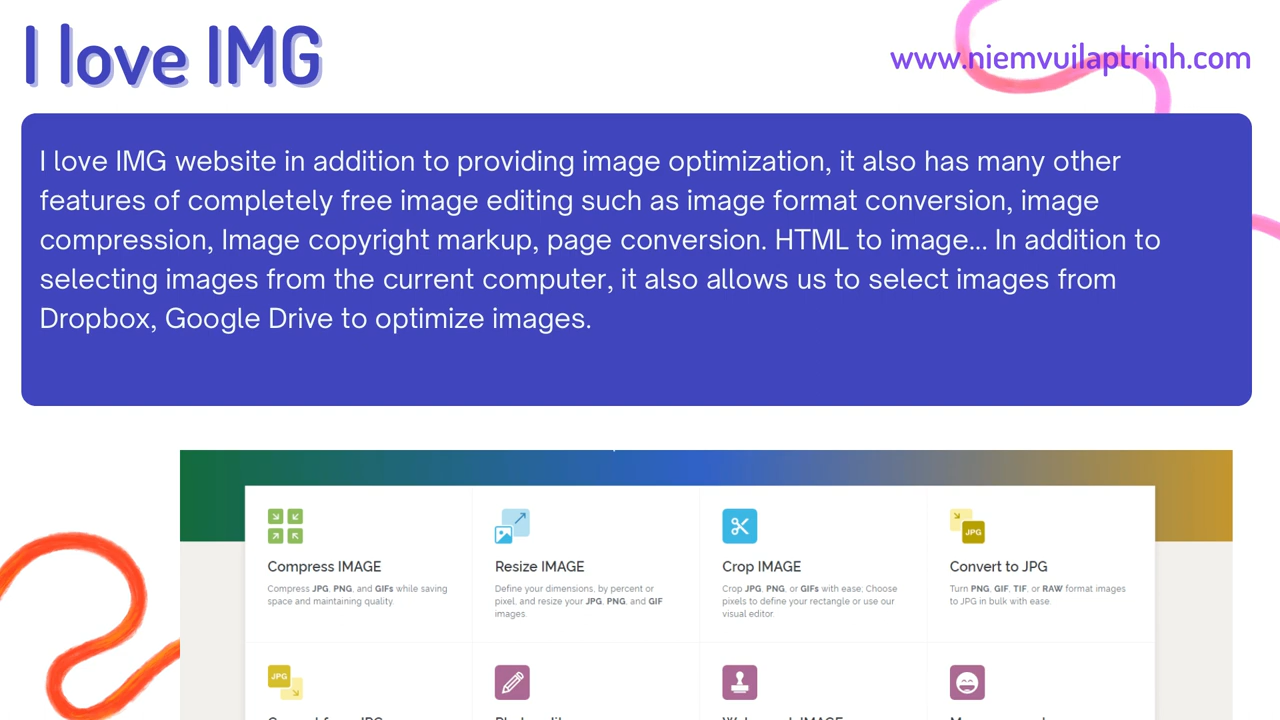 I love IMG
www.niemvuilaptrinh.com
I love IMG website in addition to providing image optimization, it also has many other
features of completely free image editing such as image format conversion, image
compression, Image copyright markup, page conversion. HTML to image... In addition to
selecting images from the current computer, it also allows us to select images from
Dropbox, Google Drive to optimize images.
JPG
Compress IMAGE
Compress JPG, PNG, and GIFs while saving
space and maintaining quality.
Resize IMAGE
Define your dimensions, by percent or
pixel, and resize your JPG, PNG, and GIF
images.
Crop IMAGE
Crop JPG, PNG, or GIFs with ease; Choose
pixels to define your rectangle or use our
visual editor.
Convert to JPG
Turn PNG, GIF, TIF, or RAW format images
to JPG in bulk with ease.
JPG